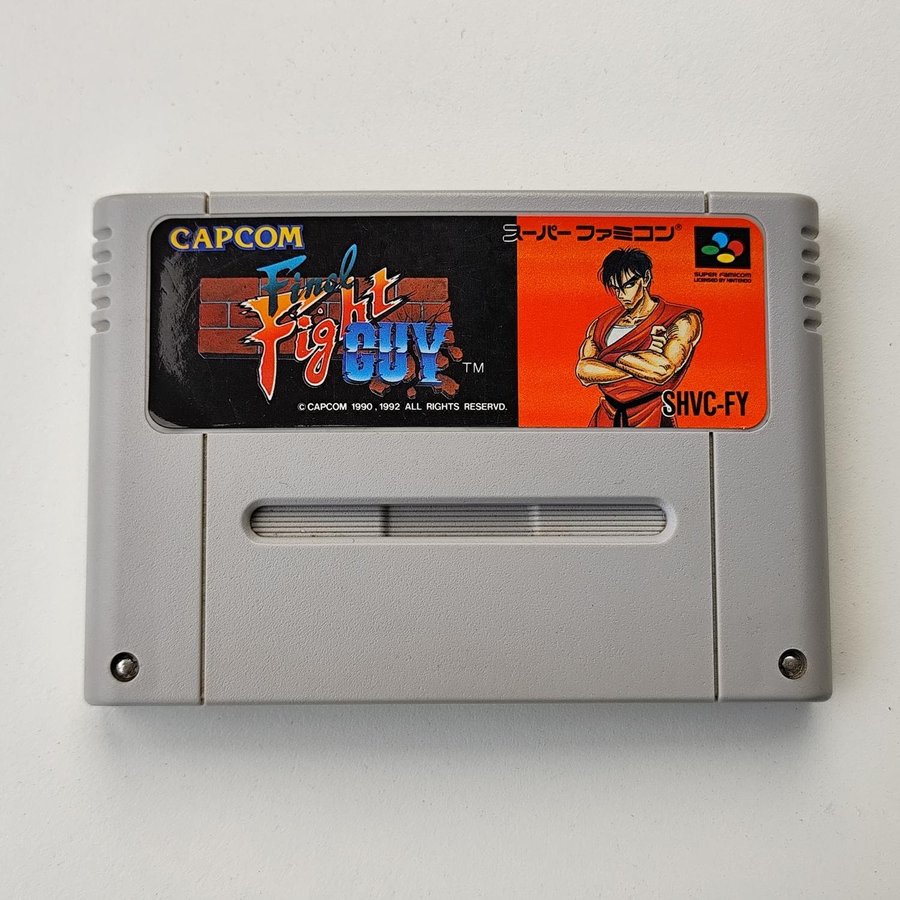 CAPCOM
Final
Fight
GUY ™
© CAPCOM 1990, 1992 ALL RIGHTS RESERVD.
スーパーファミコン®
SUPER FAMICOM
LICENSED BY NINTENDO
SHVC-FY